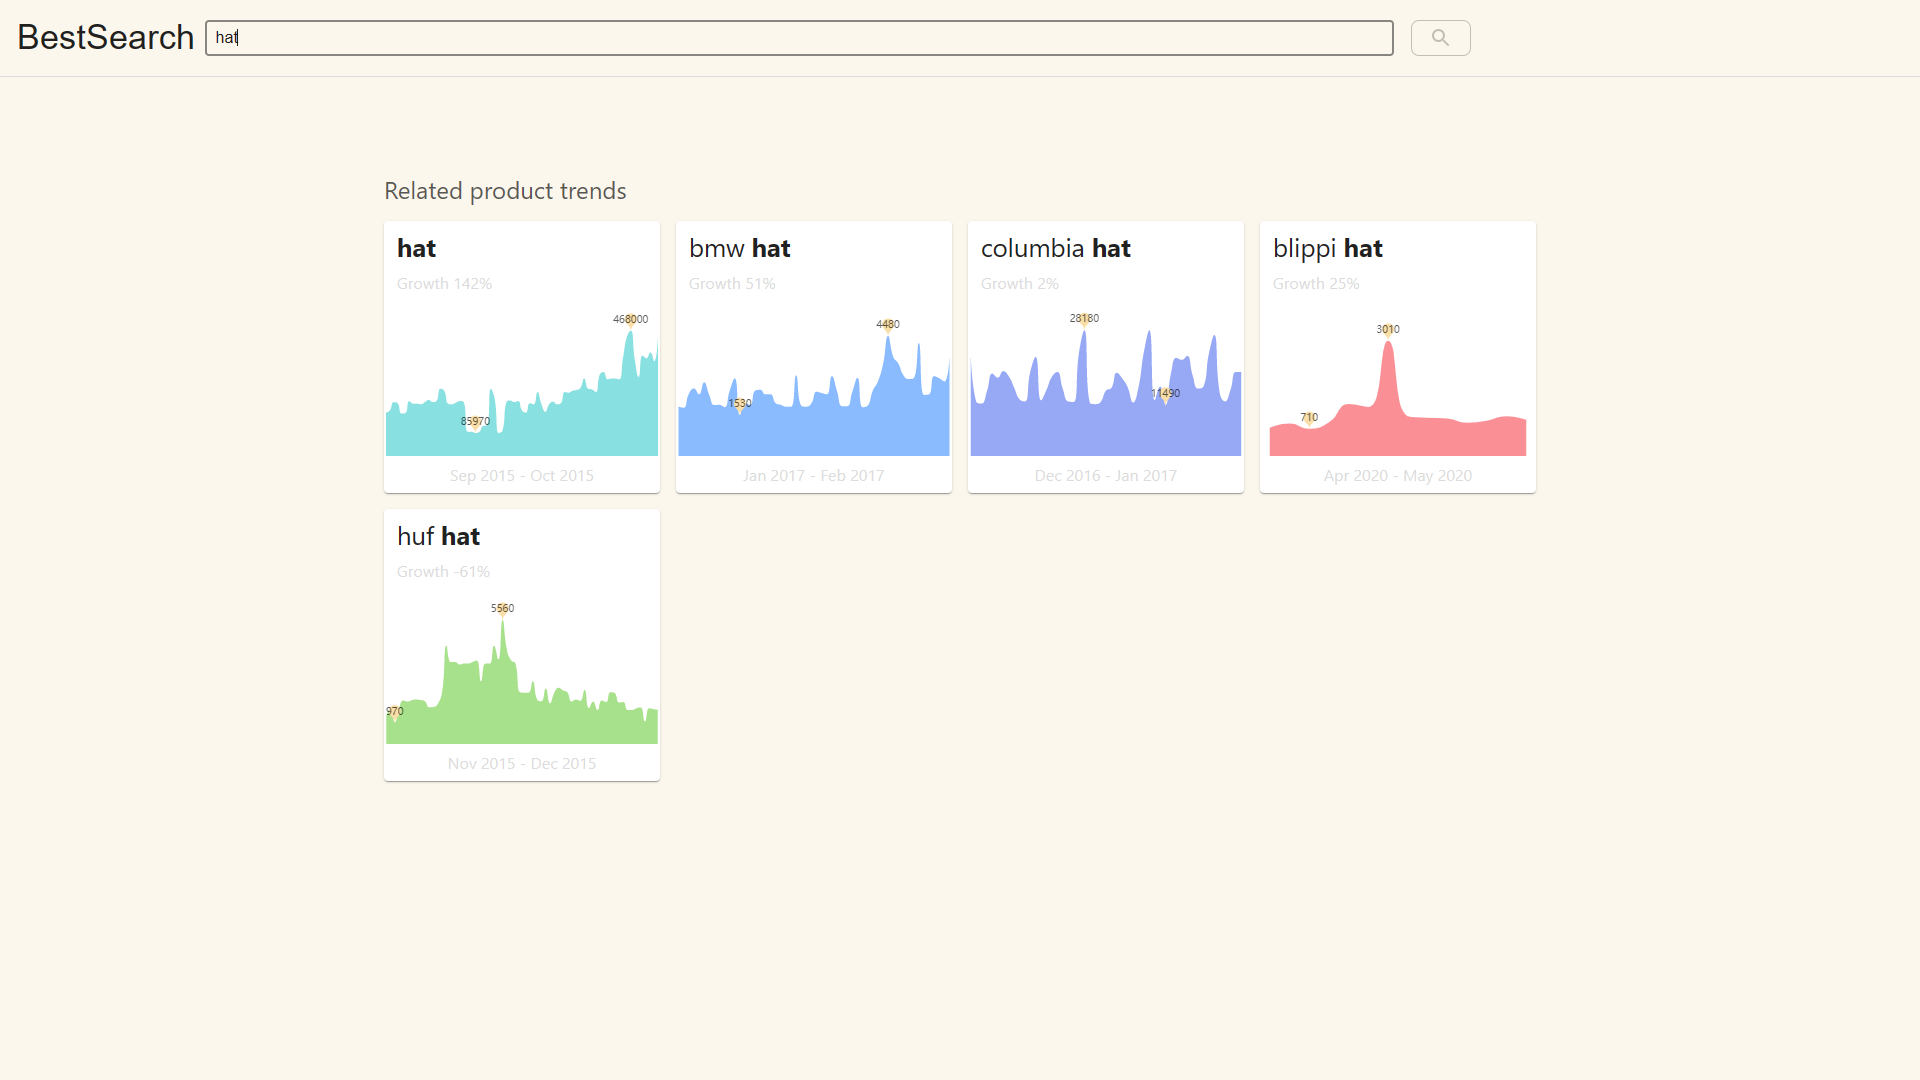 BestSearch
hat
Related product trends
hat
Growth 142%
468000
85970
Sep 2015 - Oct 2015
bmw hat
Growth 51%
4480
1530
Jan 2017 - Feb 2017
columbia hat
Growth 2%
28180
11490
Dec 2016 - Jan 2017
blippi hat
Growth 25%
3010
710
Apr 2020 - May 2020
huf hat
Growth -61%
5560
970
Nov 2015 - Dec 2015